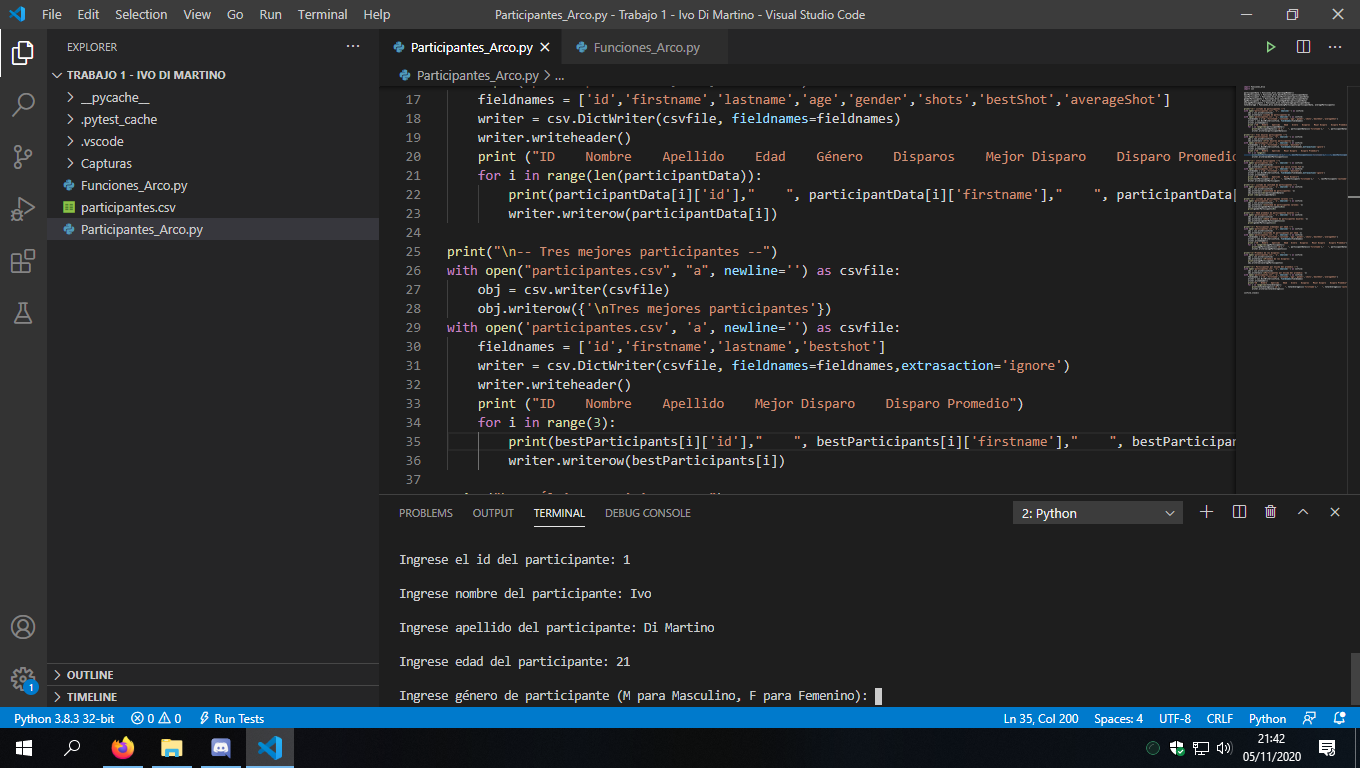 File Edit Selection View Go Run Terminal Help Participantes_Arco.py - Trabajo 1 - Ivo Di Martino - Visual Studio Code
EXPLORER
TRABAJO 1 - IVO DI MARTINO
__pycache__
.pytest_cache
.vscode
Capturas
Funciones_Arco.py
participantes.csv
Participantes_Arco.py
OUTLINE
TIMELINE
Participantes_Arco.py Funciones_Arco.py
Participantes_Arco.py > ...
17 fieldnames = ['id','firstname','lastname','age','gender','shots','bestShot','averageShot']
18 writer = csv.DictWriter(csvfile, fieldnames=fieldnames)
19 writer.writeheader()
20 print ("ID    Nombre    Apellido    Edad    Género    Disparos    Mejor Disparo    Disparo Promedio
21 for i in range(len(participantData)):
22 print(participantData[i]['id'],"    ", participantData[i]['firstname'],"    ", participantData
23 writer.writerow(participantData[i])
24
25 print("\n-- Tres mejores participantes --")
26 with open("participantes.csv", "a", newline='') as csvfile:
27 obj = csv.writer(csvfile)
28 obj.writerow({'\nTres mejores participantes'})
29 with open('participantes.csv', 'a', newline='') as csvfile:
30 fieldnames = ['id','firstname','lastname','bestshot']
31 writer = csv.DictWriter(csvfile, fieldnames=fieldnames,extrasaction='ignore')
32 writer.writeheader()
33 print ("ID    Nombre    Apellido    Mejor Disparo    Disparo Promedio")
34 for i in range(3):
35 print(bestParticipants[i]['id'],"    ", bestParticipants[i]['firstname'],"    ", bestParticipan
36 writer.writerow(bestParticipants[i])
37
PROBLEMS OUTPUT TERMINAL DEBUG CONSOLE 2: Python
Ingrese el id del participante: 1
Ingrese nombre del participante: Ivo
Ingrese apellido del participante: Di Martino
Ingrese edad del participante: 21
Ingrese género de participante (M para Masculino, F para Femenino):
1
Python 3.8.3 32-bit 0 0 Run Tests Ln 35, Col 200 Spaces: 4 UTF-8 CRLF Python
21:42
05/11/2020